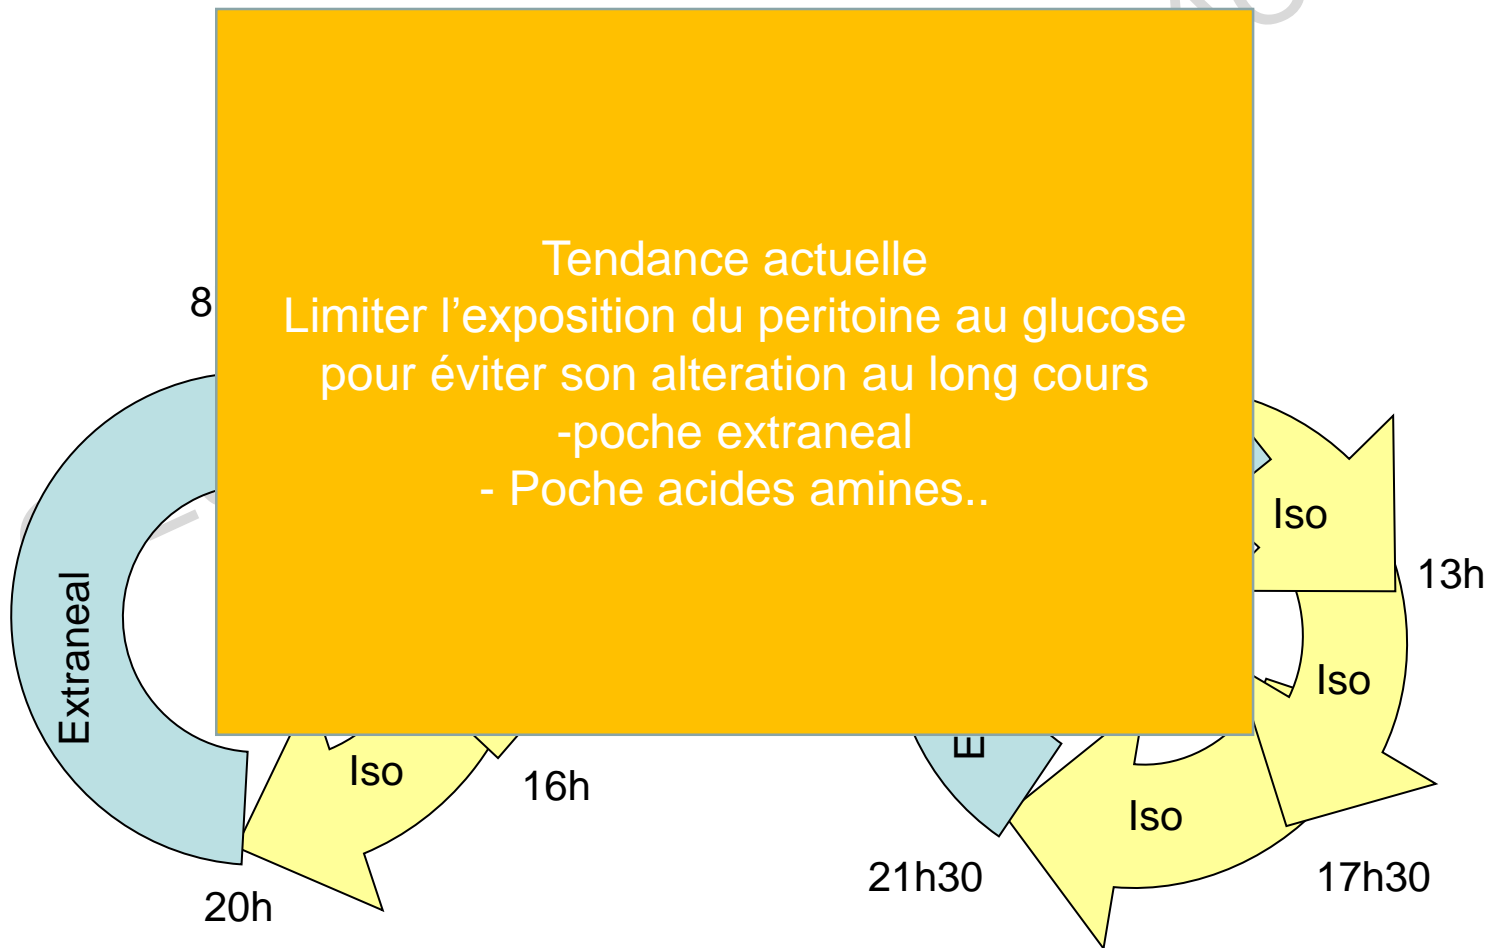 Tendance actuelle
Limiter l’exposition du peritoine au glucose
pour éviter son alteration au long cours
-poche extraneal
- Poche acides amines..
8
Extraneal
Iso
16h
20h
Iso
13h
Iso
E
Iso
21h30
17h30